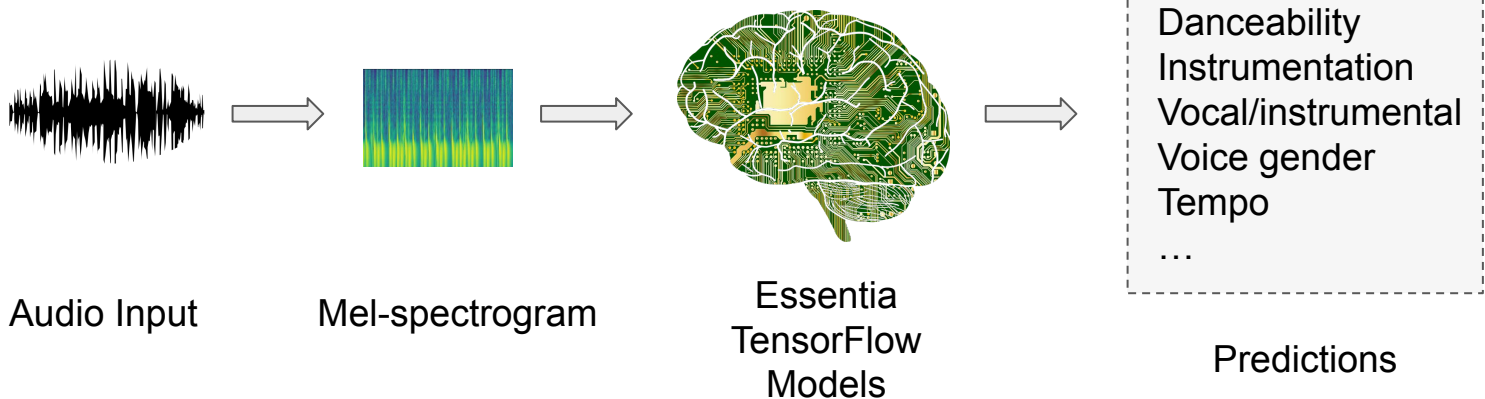 Danceability
Instrumentation
Vocal/instrumental
Voice gender
Tempo
…
Audio Input
Mel-spectrogram
Essentia
TensorFlow
Models
Predictions